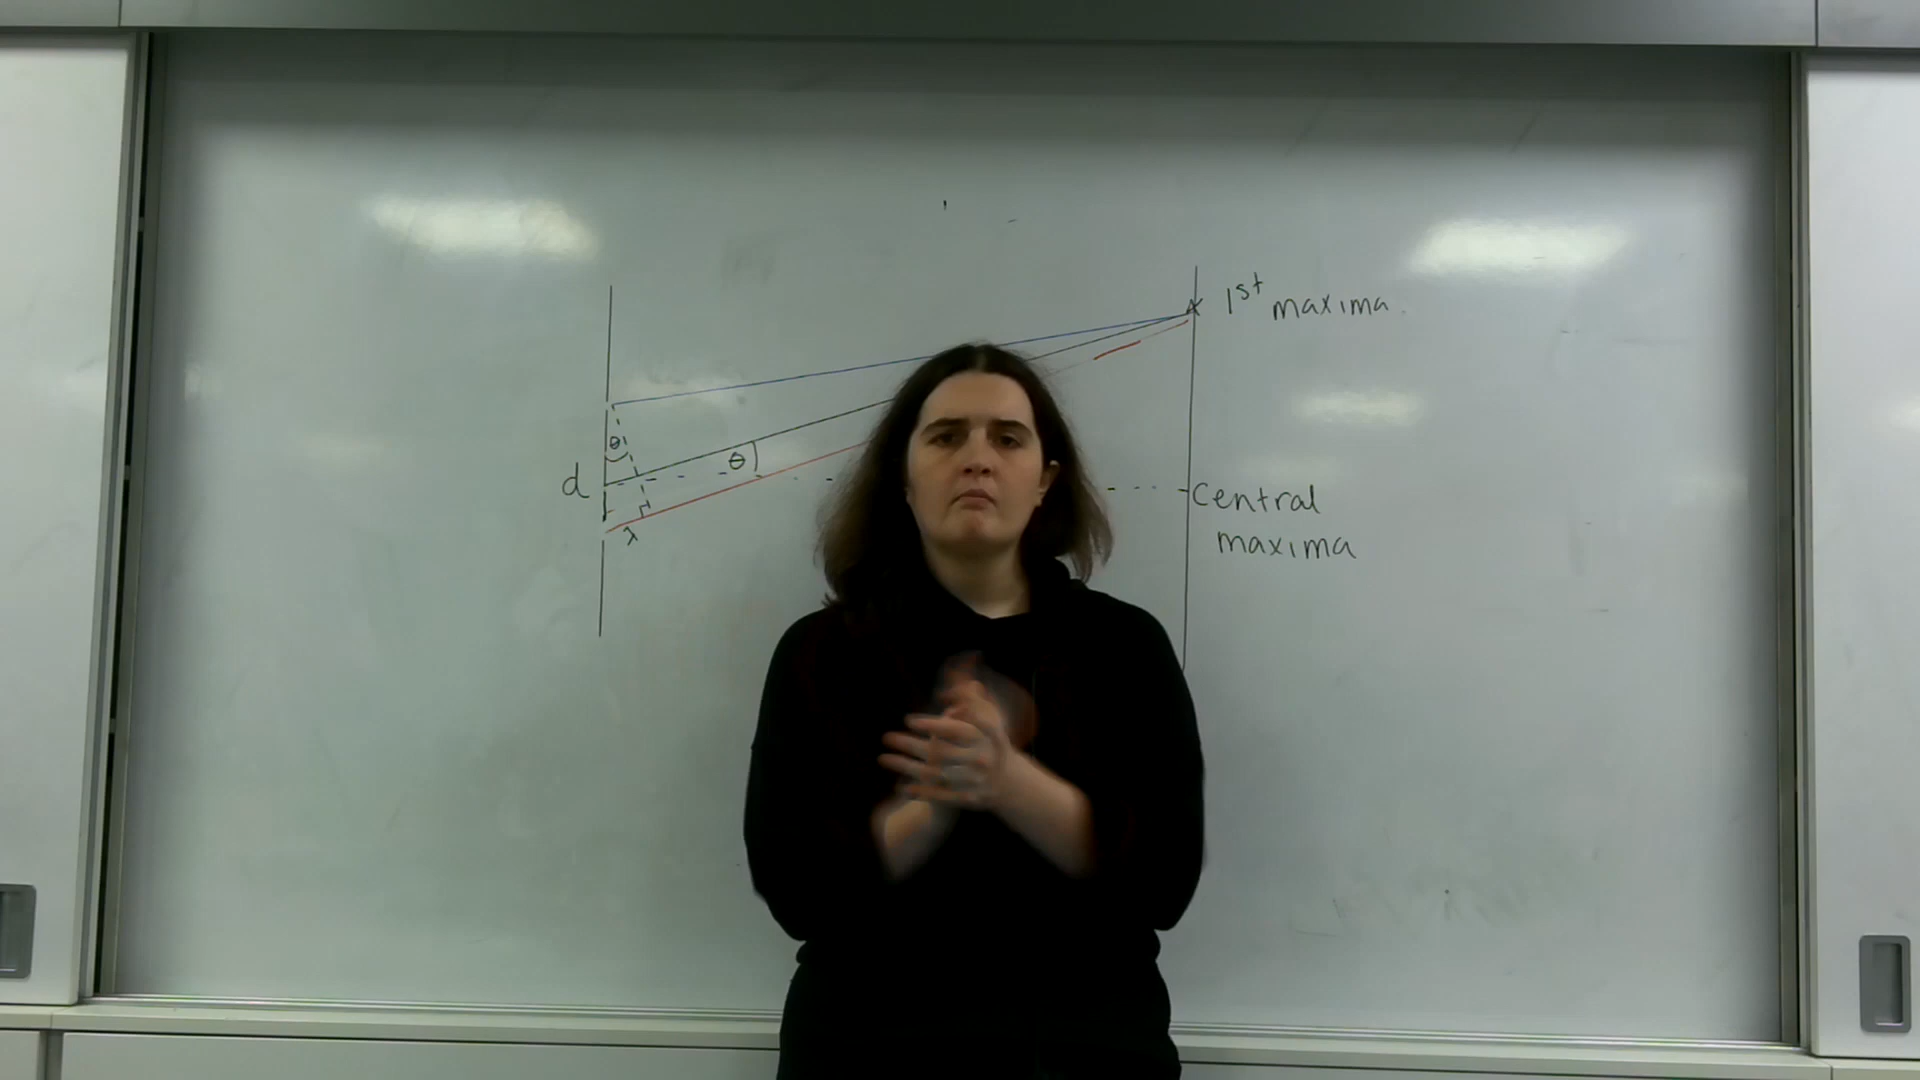 1st maxima.
θ
θ
d
λ
Central
maxima